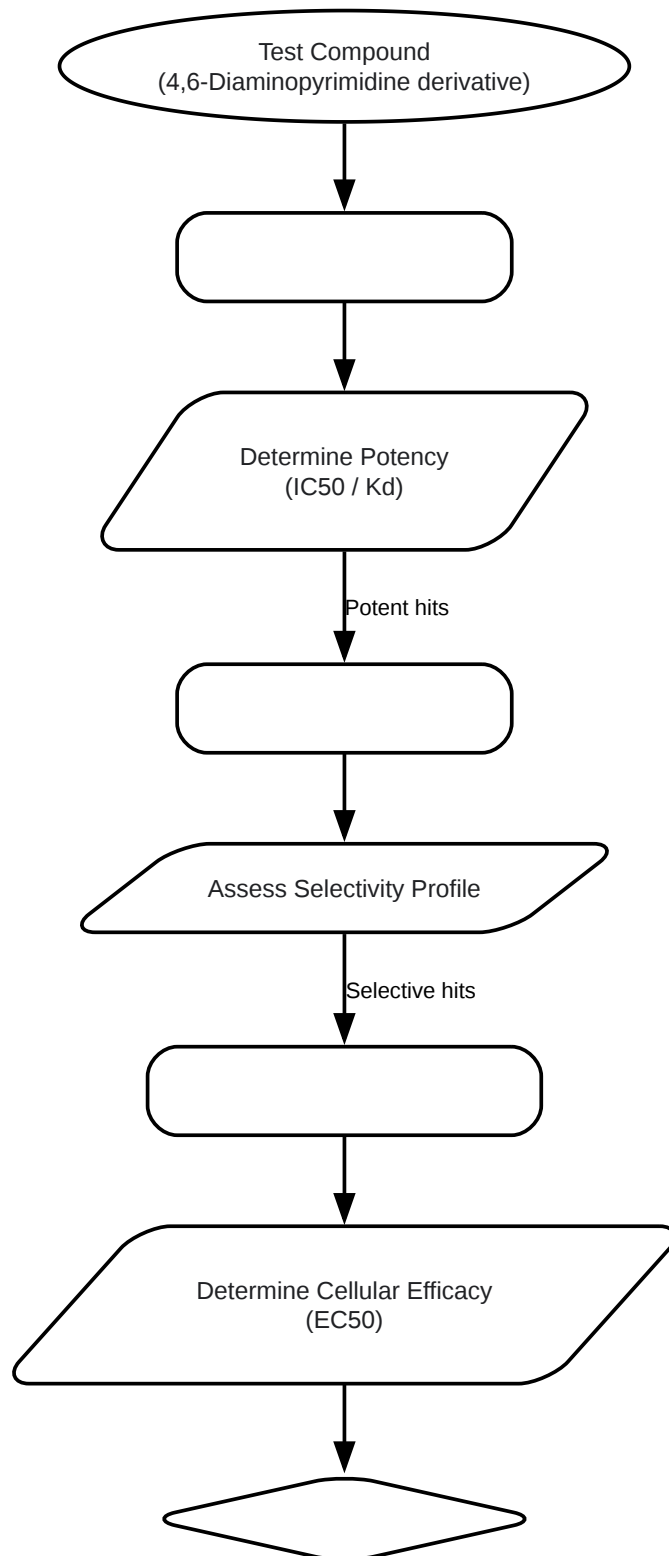 Test Compound
(4,6-Diaminopyrimidine derivative)
Determine Potency
(IC50 / Kd)
Potent hits
Assess Selectivity Profile
Selective hits
Determine Cellular Efficacy
(EC50)